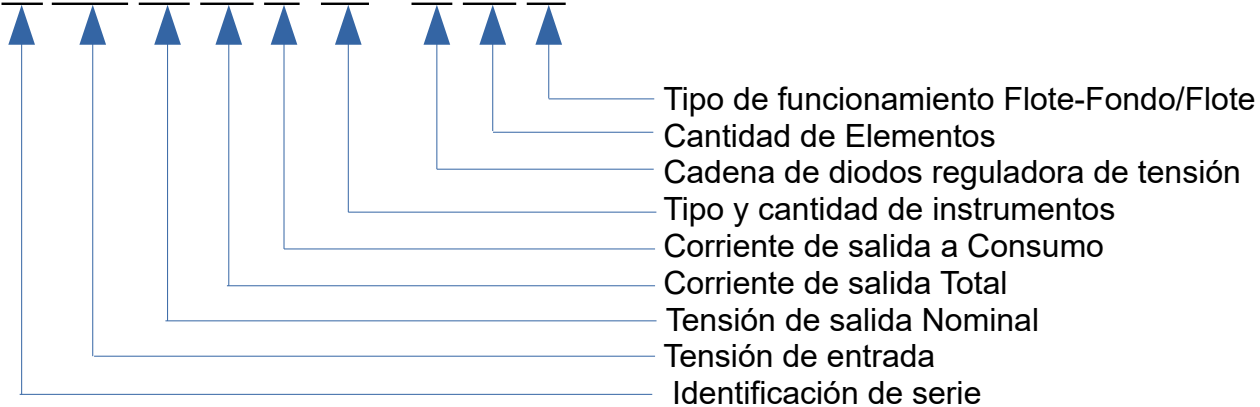 Tipo de funcionamiento Flote-Fondo/Flote
Cantidad de Elementos
Cadena de diodos reguladora de tensión
Tipo y cantidad de instrumentos
Corriente de salida a Consumo
Corriente de salida Total
Tensión de salida Nominal
Tensión de entrada
Identificación de serie